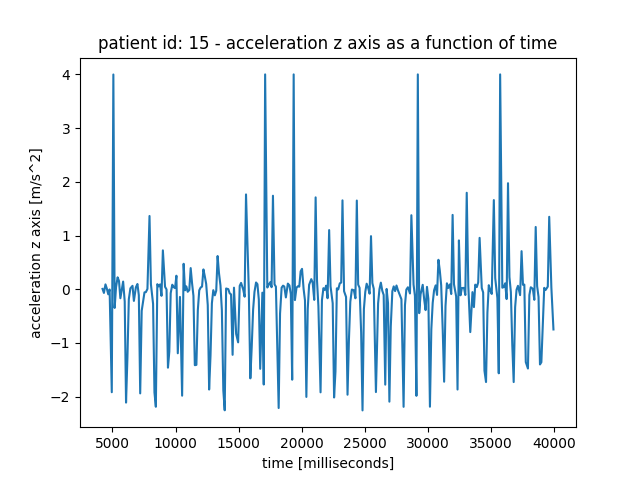 patient id: 15 - acceleration z axis as a function of time
acceleration z axis [m/s^2]
4
3
2
1
0
−1
−2
5000 10000 15000 20000 25000 30000 35000 40000
time [milliseconds]